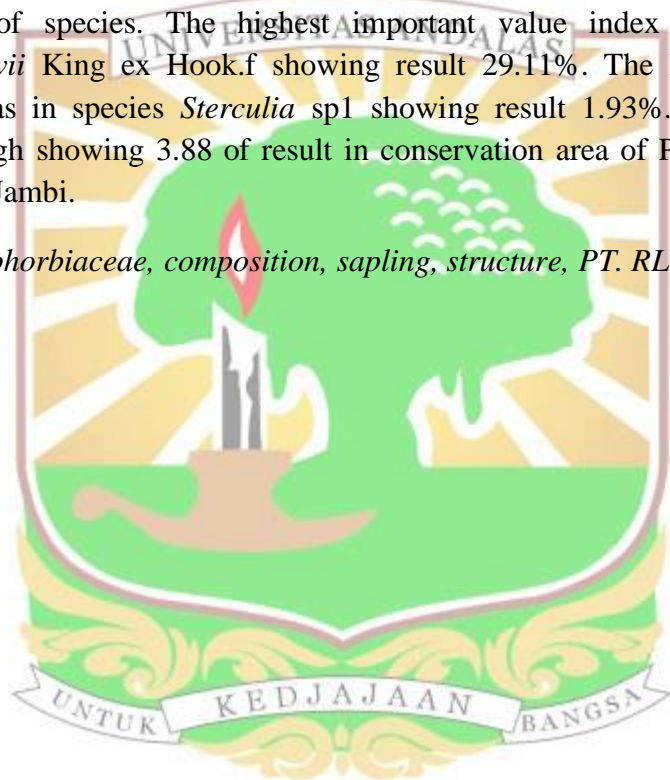 of species. The highest important value index
UNIVERSITAS ANDALAS
vii King ex Hook.f showing result 29.11%. The
as in species Sterculia sp1 showing result 1.93%.
gh showing 3.88 of result in conservation area of P
Jambi.
phorbiaceae, composition, sapling, structure, PT. RL
UNTUK KEDJAJAAN BANGSA